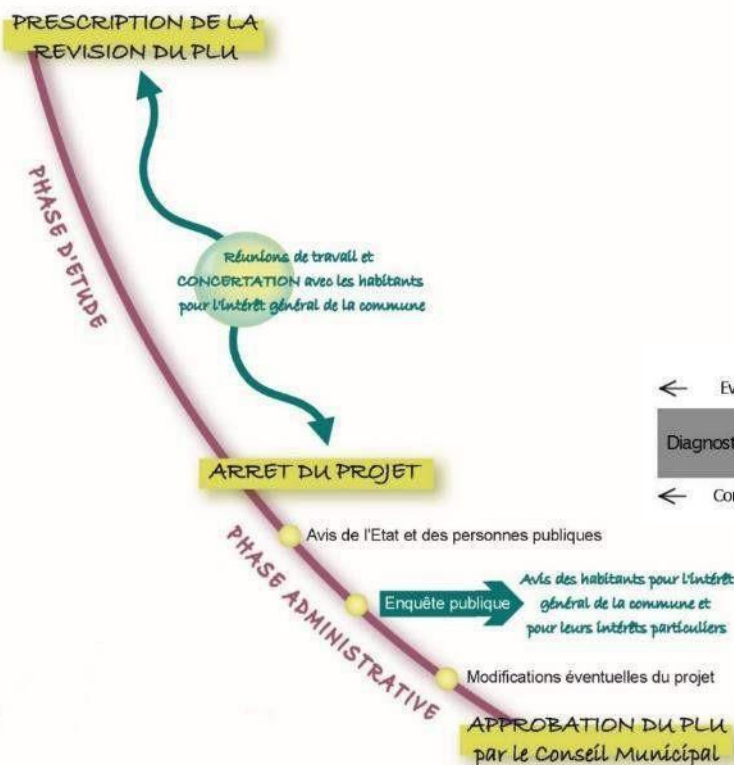 PRESCRIPTION DE LA
REVISION DU PLU
PHASE D'ETUDE
Réunions de travail et
CONCERTATION avec les habitants
pour l'intérêt général de la commune
ARRET DU PROJET
Avis de l'Etat et des personnes publiques
PHASE ADMINISTRATIVE
Enquête publique
Avis des habitants pour l'intérêt
général de la commune et
pour leurs intérêts particuliers
Modifications éventuelles du projet
APPROBATION DU PLU
par le Conseil Municipal